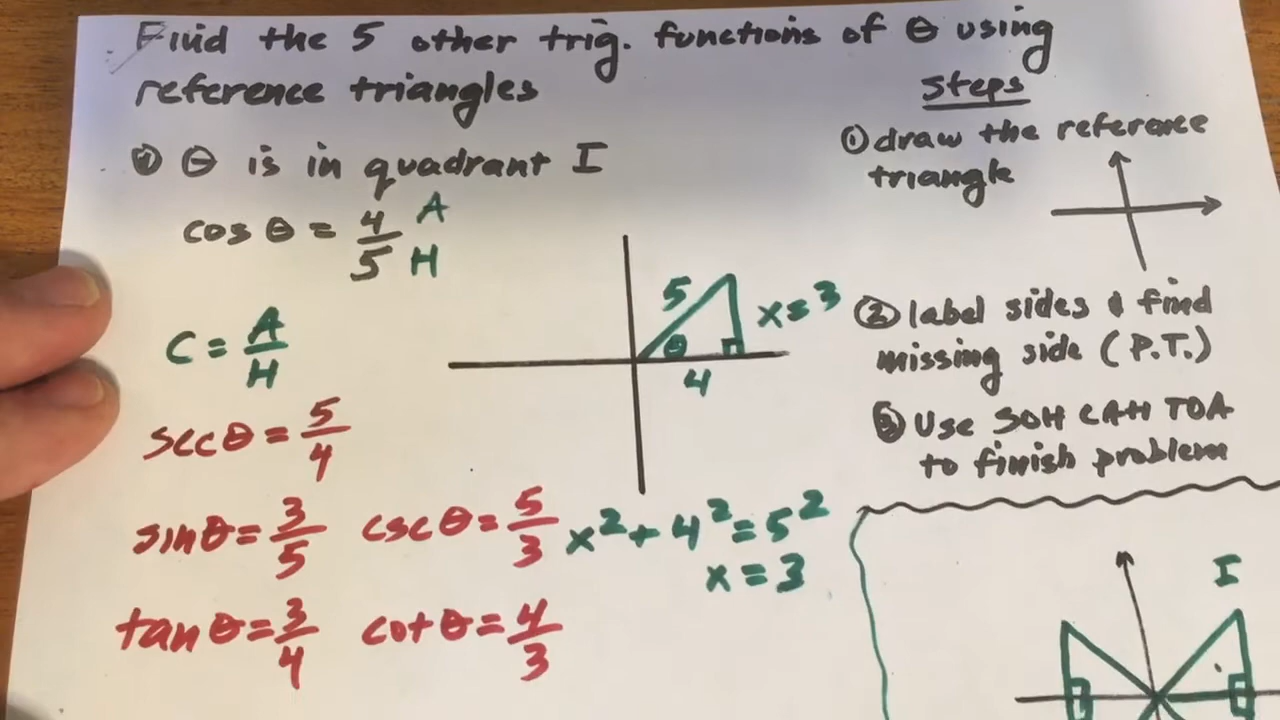 Find the 5 other trig. functions of θ using
reference triangles
① θ is in quadrant I
cos θ = 4/5 A/H
C = A/H
sec θ = 5/4
sin θ = 3/5 csc θ = 5/3
tan θ = 3/4 cot θ = 4/3
5
x = 3
θ
4
x² + 4² = 5²
x = 3
Steps
① draw the reference
triangle
② label sides & find
missing side (P.T.)
③ Use SOH CAH TOA
to finish problem
I